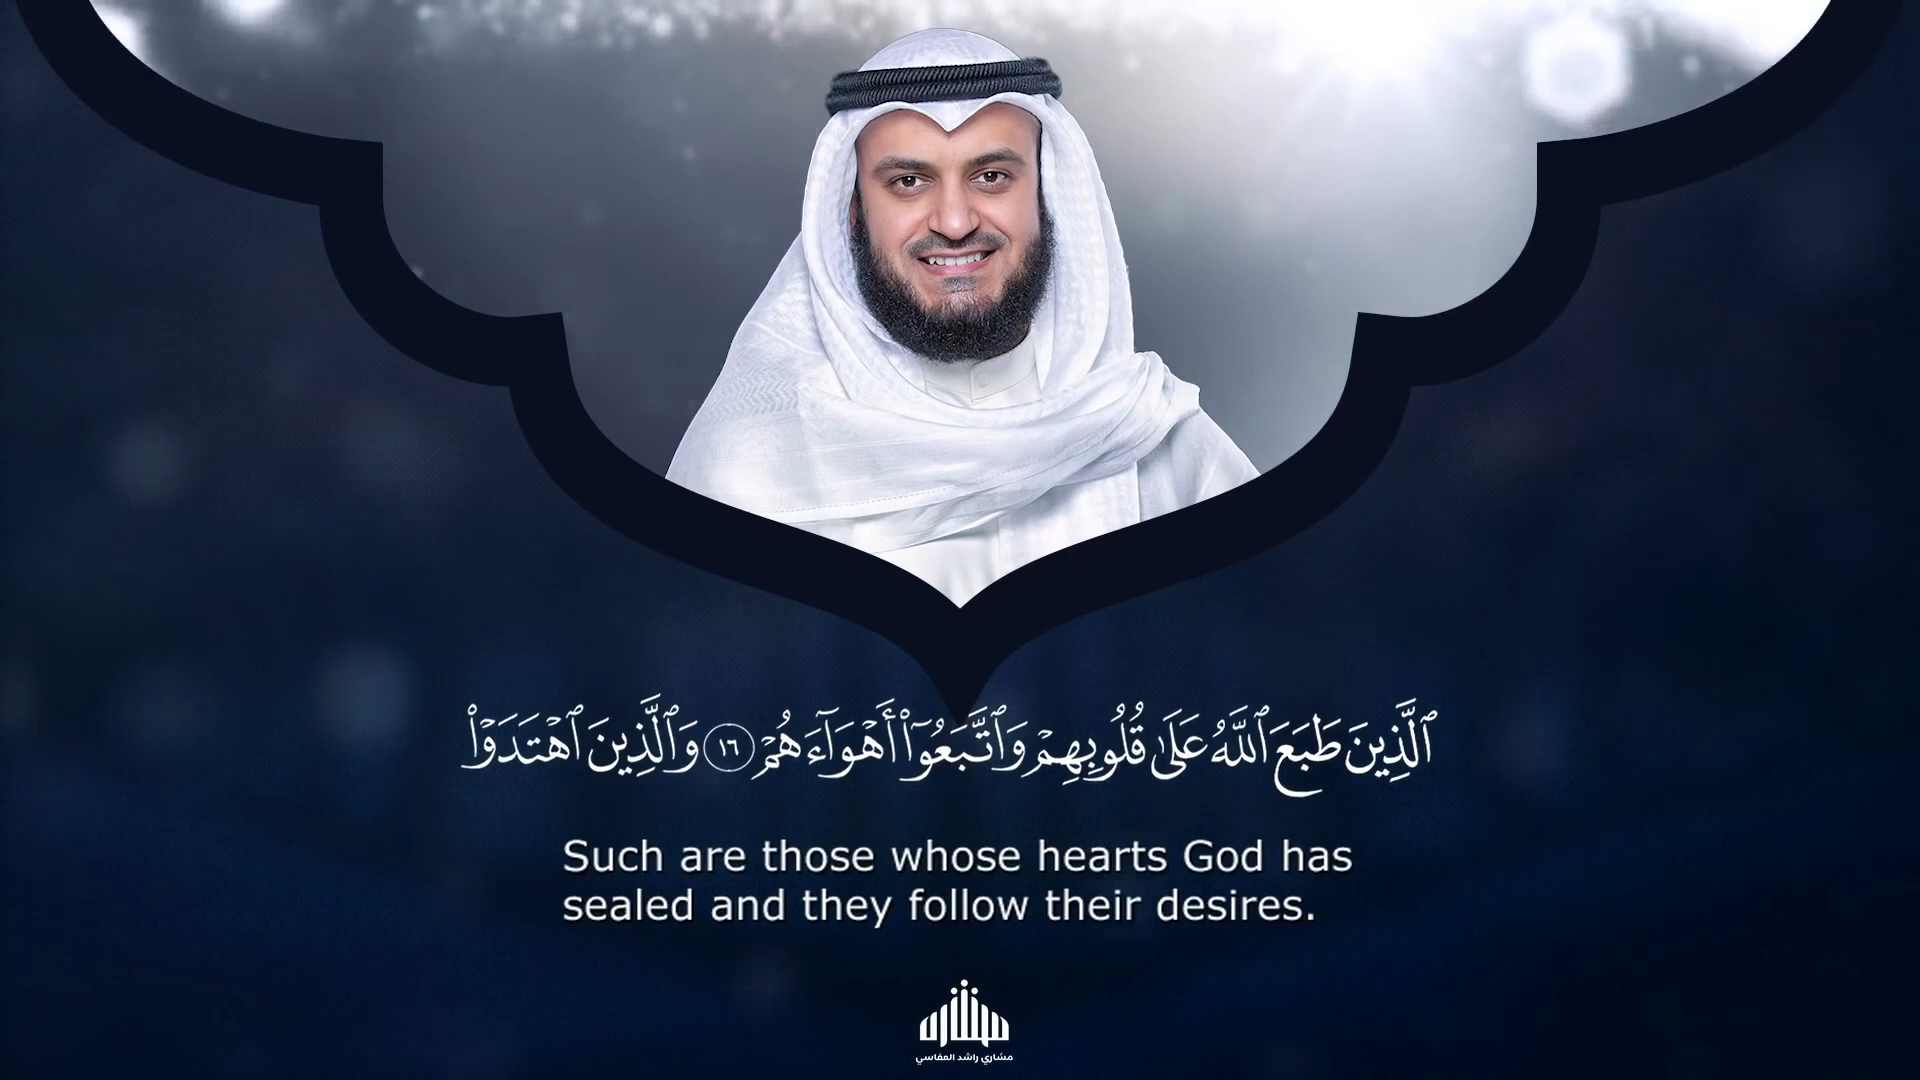 ٱلَّذِينَ طَبَعَ ٱللَّهُ عَلَىٰ قُلُوبِهِمْ وَٱتَّبَعُوٓا۟ أَهْوَآءَهُمْ ١٦ وَٱلَّذِينَ ٱهْتَدَوْا۟
Such are those whose hearts God has
sealed and they follow their desires.
مشاري
مشاري راشد العفاسي